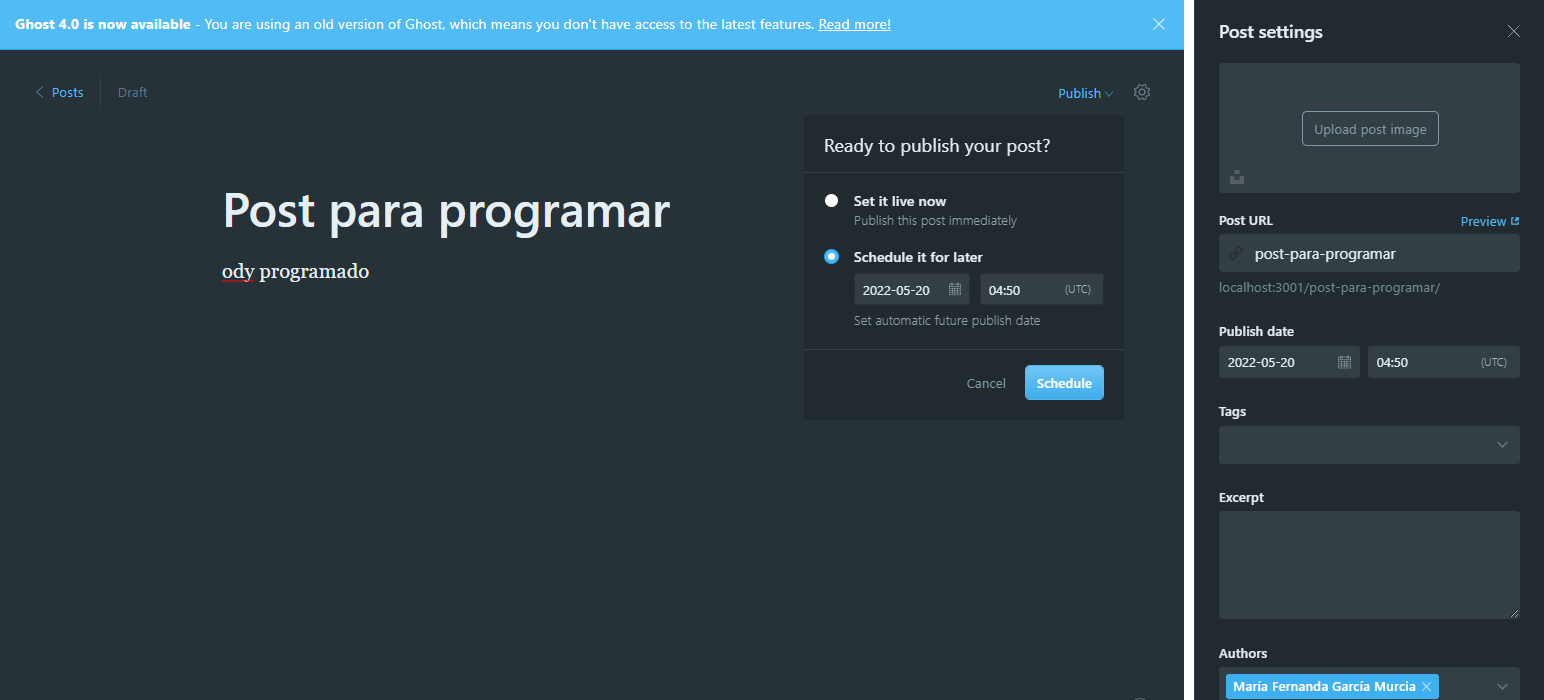 Ghost 4.0 is now available - You are using an old version of Ghost, which means you don't have access to the latest features. Read more!
Posts
Draft
Publish
Ready to publish your post?
Set it live now
Publish this post immediately
Schedule it for later
2022-05-20 04:50 (UTC)
Set automatic future publish date
Cancel Schedule
Post para programar
ody programado
Post settings
Upload post image
Post URL Preview
post-para-programar
localhost:3001/post-para-programar/
Publish date
2022-05-20 04:50 (UTC)
Tags
Excerpt
Authors
María Fernanda García Murcia